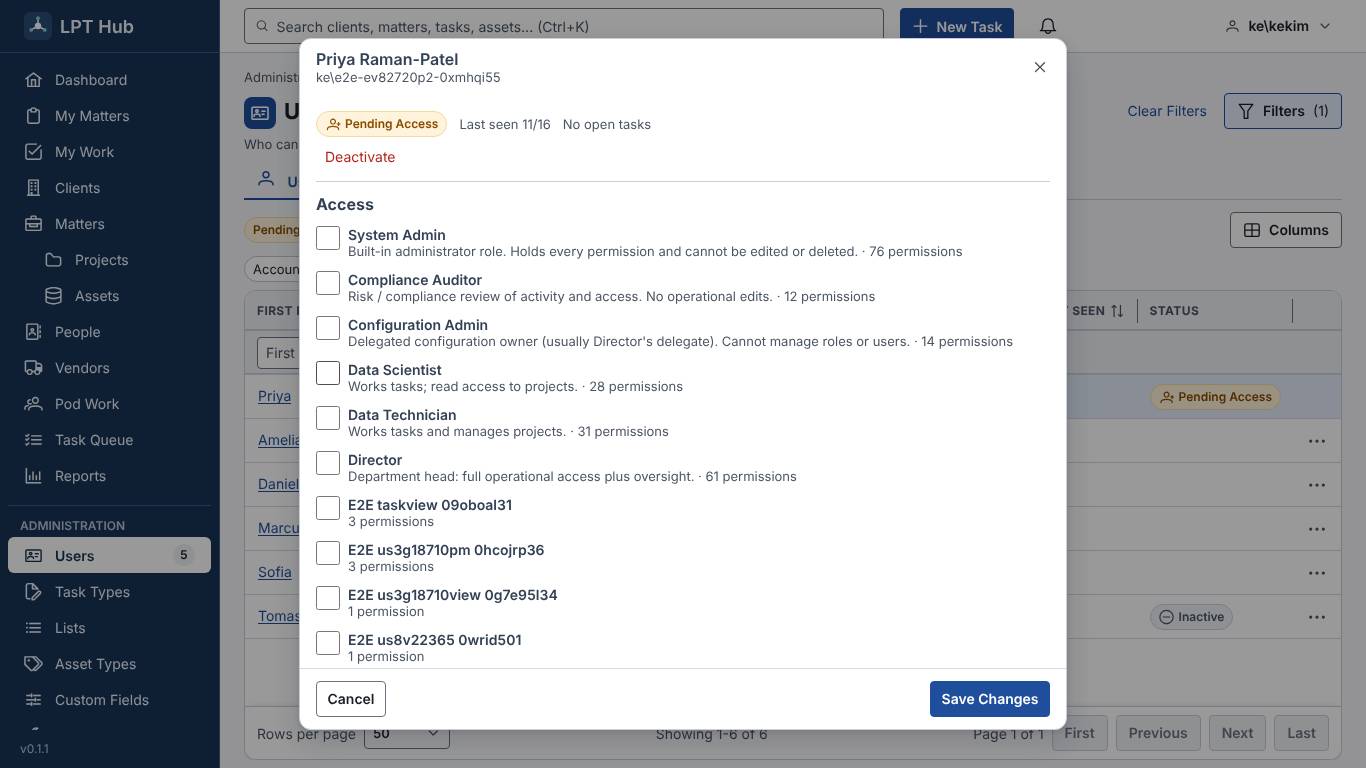 LPT Hub
Search clients, matters, tasks, assets... (Ctrl+K)
New Task
ke\kekim
Dashboard
My Matters
My Work
Clients
Matters
Projects
Assets
People
Vendors
Pod Work
Task Queue
Reports
ADMINISTRATION
Users 5
Task Types
Lists
Asset Types
Custom Fields
v0.1.1
Clear Filters
Filters (1)
Who can
Columns
SEEN
STATUS
First
Priya
Pending Access
Daniel
Sofia
Inactive
Rows per page 50
Showing 1-6 of 6
Page 1 of 1
First
Previous
Next
Last
Priya Raman-Patel
ke\e2e-ev82720p2-0xmhqi55
Pending Access Last seen 11/16 No open tasks
Deactivate
Access
System Admin
Built-in administrator role. Holds every permission and cannot be edited or deleted. · 76 permissions
Compliance Auditor
Risk / compliance review of activity and access. No operational edits. · 12 permissions
Configuration Admin
Delegated configuration owner (usually Director's delegate). Cannot manage roles or users. · 14 permissions
Data Scientist
Works tasks; read access to projects. · 28 permissions
Data Technician
Works tasks and manages projects. · 31 permissions
Director
Department head: full operational access plus oversight. · 61 permissions
E2E taskview 09oboal31
3 permissions
E2E us3g18710pm 0hcojrp36
3 permissions
E2E us3g18710view 0g7e95l34
1 permission
E2E us8v22365 0wrid501
1 permission
Cancel
Save Changes